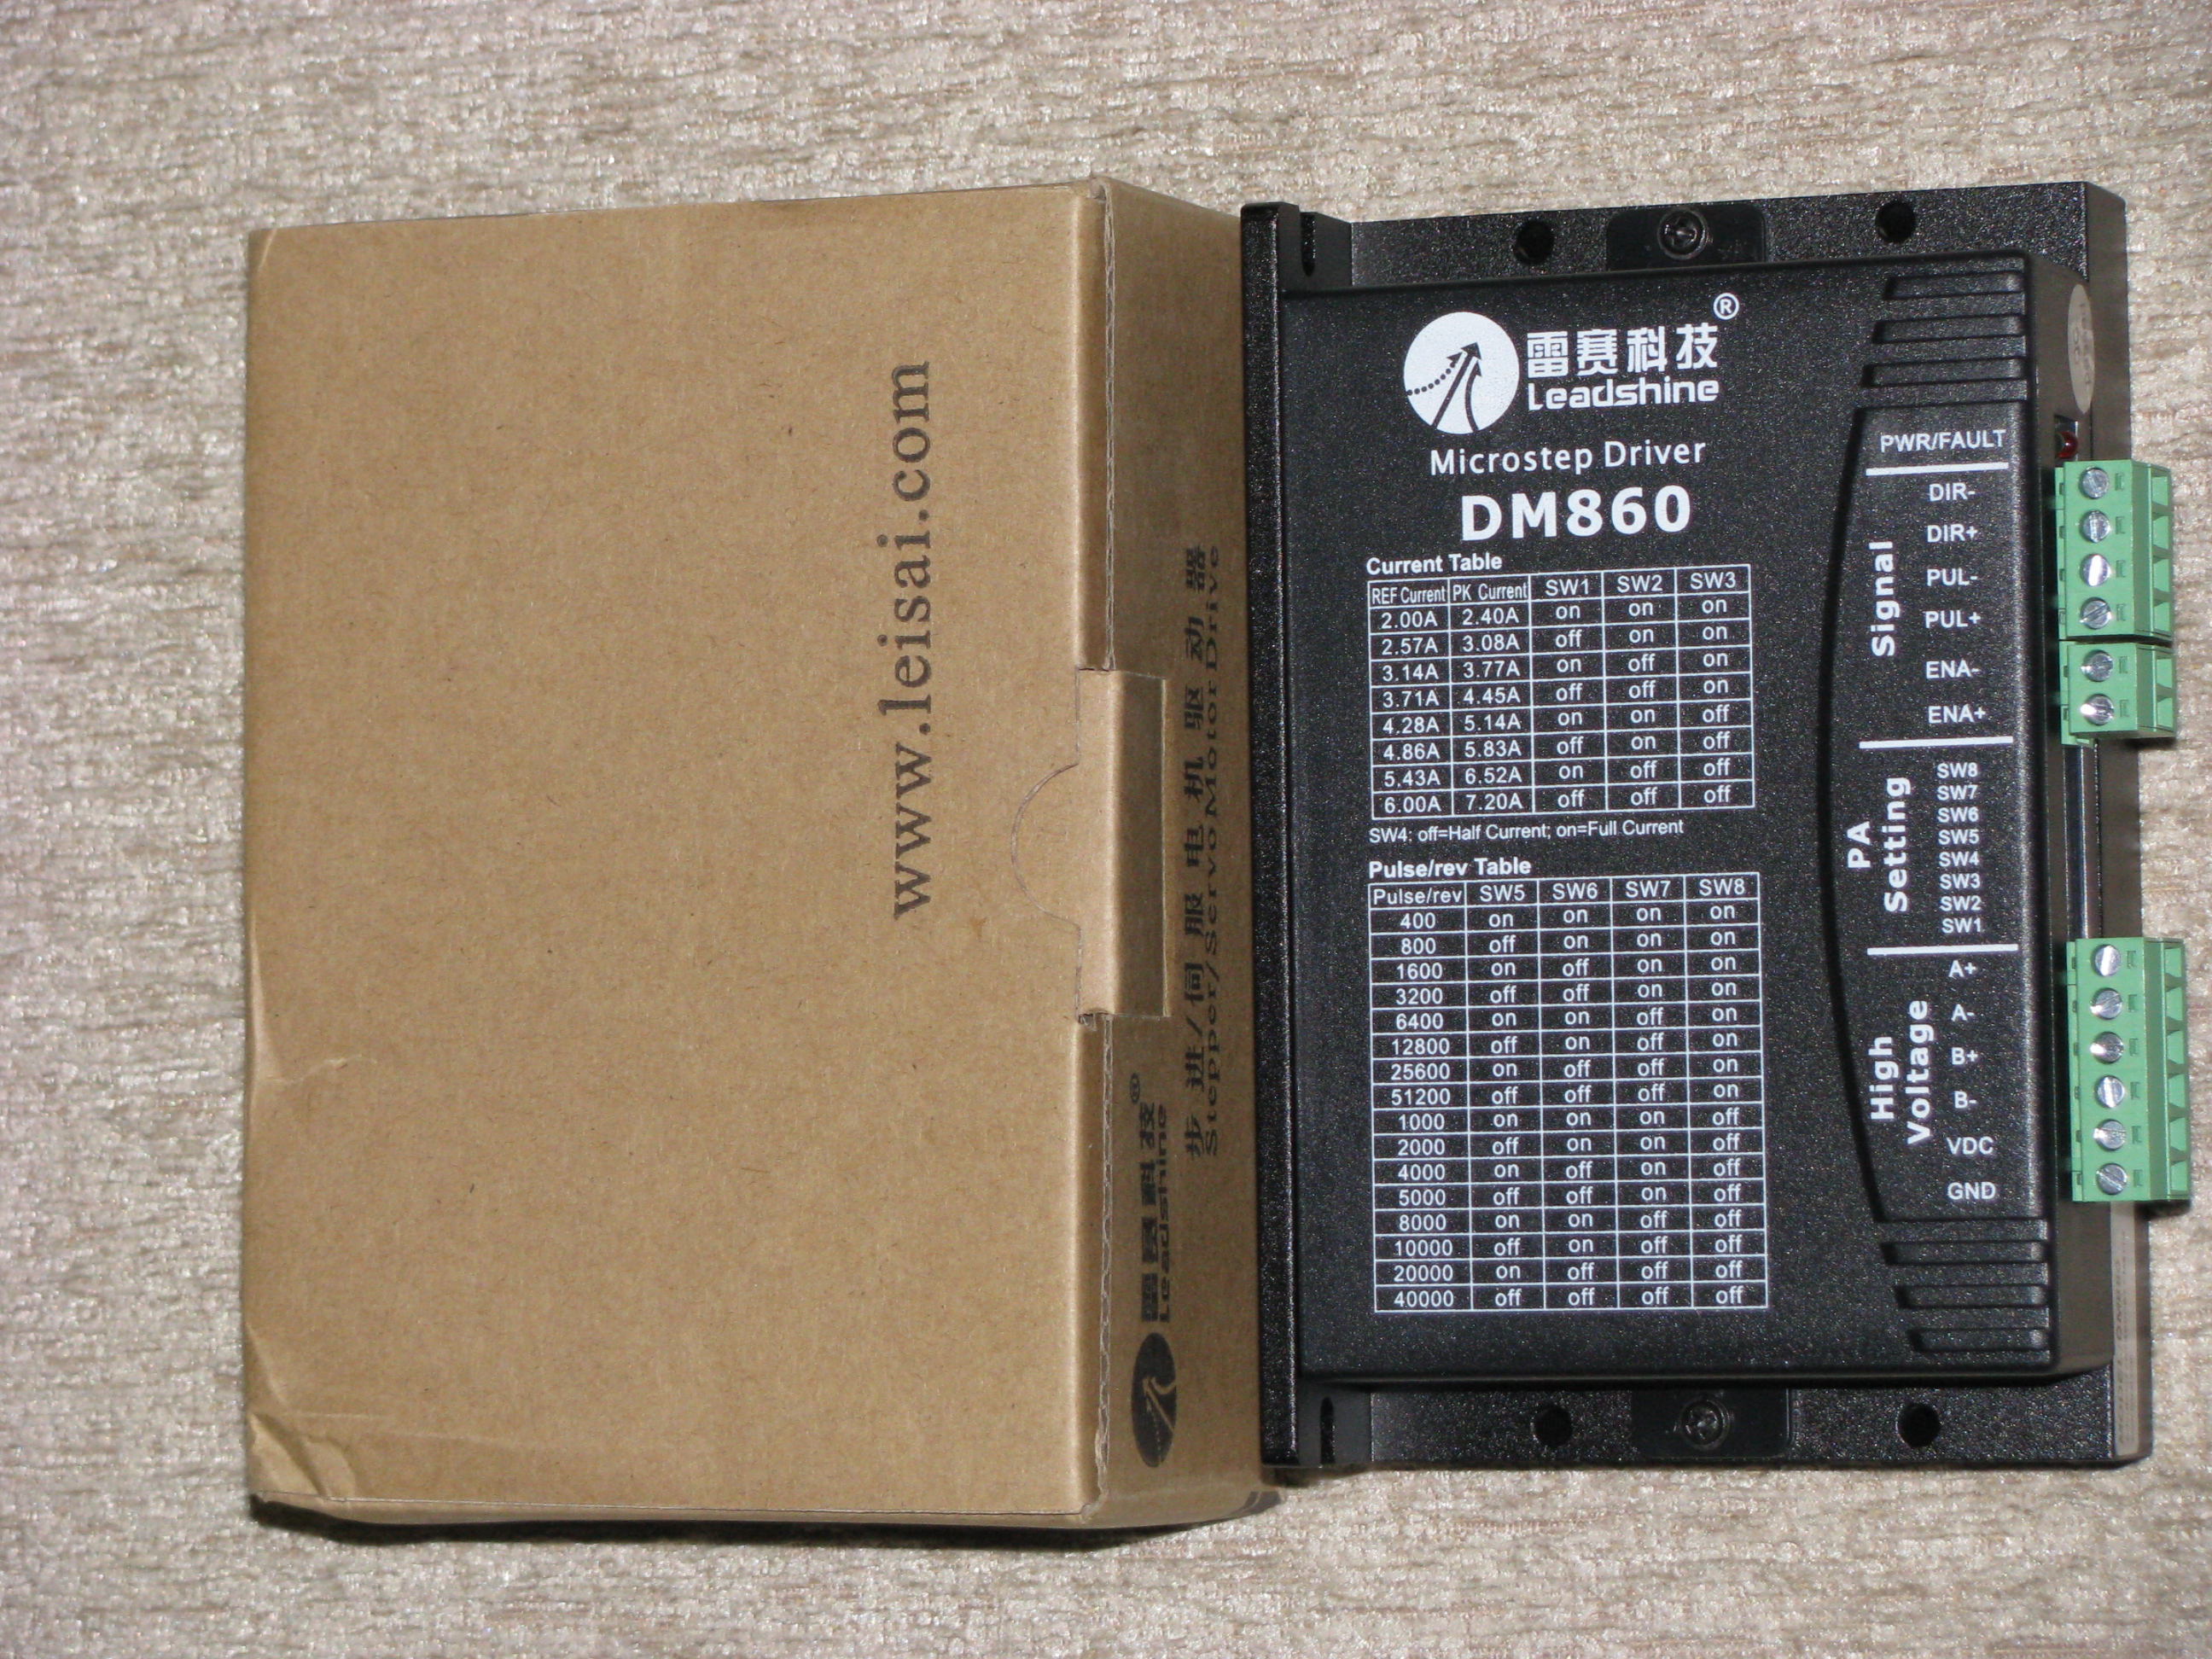 www.leisai.com
步进/伺服电机驱动器
Stepper/Servo Motor Drive
雷赛科技®
Leadshine
雷赛科技®
Leadshine
Microstep Driver
DM860
Current Table
REF Current PK Current SW1 SW2 SW3
2.00A 2.40A on on on
2.57A 3.08A off on on
3.14A 3.77A on off on
3.71A 4.45A off off on
4.28A 5.14A on on off
4.86A 5.83A off on off
5.43A 6.52A on off off
6.00A 7.20A off off off
SW4: off=Half Current; on=Full Current
Pulse/rev Table
Pulse/rev SW5 SW6 SW7 SW8
400 on on on on
800 off on on on
1600 on off on on
3200 off off on on
6400 on on off on
12800 off on off on
25600 on off off on
51200 off off off on
1000 on on on off
2000 off on on off
4000 on off on off
5000 off off on off
8000 on on off off
10000 off on off off
20000 on off off off
40000 off off off off
PWR/FAULT
Signal
DIR-
DIR+
PUL-
PUL+
ENA-
ENA+
PA
Setting
SW8
SW7
SW6
SW5
SW4
SW3
SW2
SW1
High
Voltage
A+
A-
B+
B-
VDC
GND